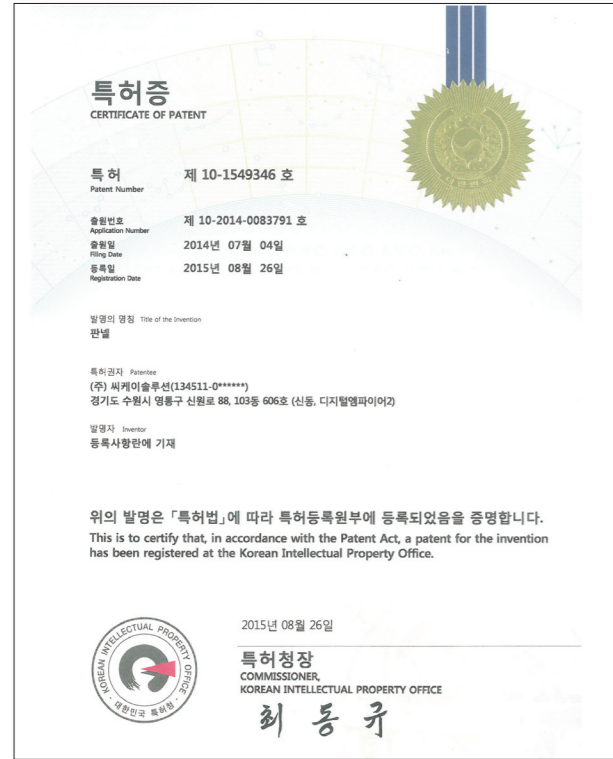 특허증
CERTIFICATE OF PATENT
특 허 제 10-1549346 호
Patent Number
출원번호 제 10-2014-0083791 호
Application Number
출원일 2014년 07월 04일
Filing Date
등록일 2015년 08월 26일
Registration Date
발명의 명칭 Title of the Invention
판넬
특허권자 Patentee
(주) 씨케이솔루션(134511-0******)
경기도 수원시 영통구 신원로 88, 103동 606호 (신동, 디지털엠파이어2)
발명자 Inventor
등록사항란에 기재
위의 발명은 「특허법」에 따라 특허등록원부에 등록되었음을 증명합니다.
This is to certify that, in accordance with the Patent Act, a patent for the invention
has been registered at the Korean Intellectual Property Office.
2015년 08월 26일
특허청장
COMMISSIONER,
KOREAN INTELLECTUAL PROPERTY OFFICE
최 동 규
KOREAN INTELLECTUAL PROPERTY OFFICE
대한민국 특허청